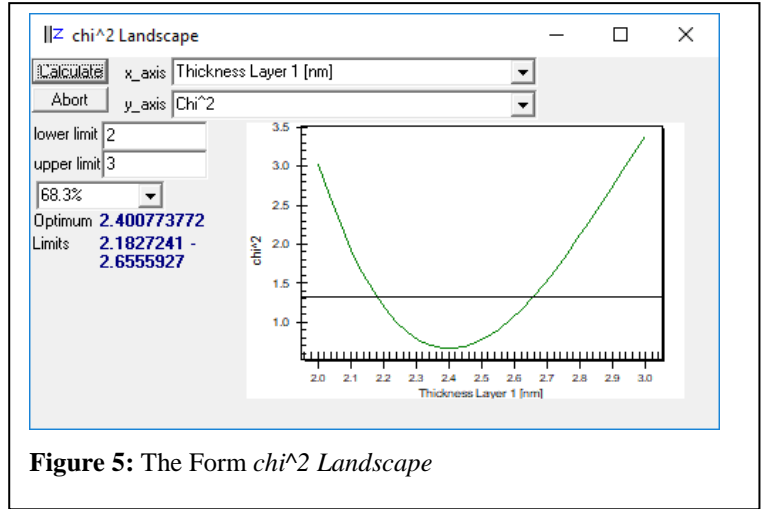 chi^2 Landscape
Calculate x_axis Thickness Layer 1 [nm]
Abort y_axis Chi^2
lower limit 2
upper limit 3
68.3%
Optimum 2.400773772
Limits 2.1827241 -
2.6555927
3.5
3.0
2.5
2.0
1.5
1.0
chi^2
2.0 2.1 2.2 2.3 2.4 2.5 2.6 2.7 2.8 2.9 3.0
Thickness Layer 1 [nm]
Figure 5: The Form chi^2 Landscape